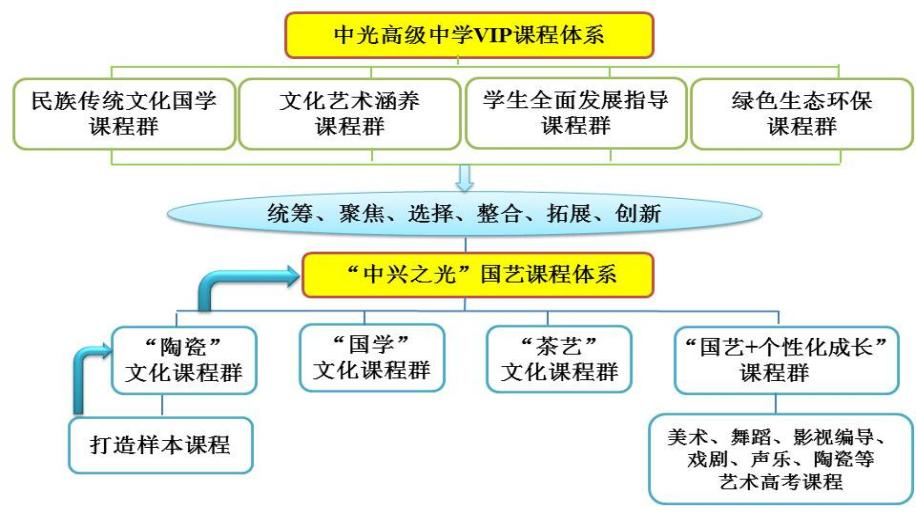 中光高级中学VIP课程体系
民族传统文化国学
课程群
文化艺术涵养
课程群
学生全面发展指导
课程群
绿色生态环保
课程群
统筹、聚焦、选择、整合、拓展、创新
“中兴之光”国艺课程体系
“陶瓷”
文化课程群
“国学”
文化课程群
“茶艺”
文化课程群
“国艺+个性化成长”
课程群
打造样本课程
美术、舞蹈、影视编导、
戏剧、声乐、陶瓷等
艺术高考课程